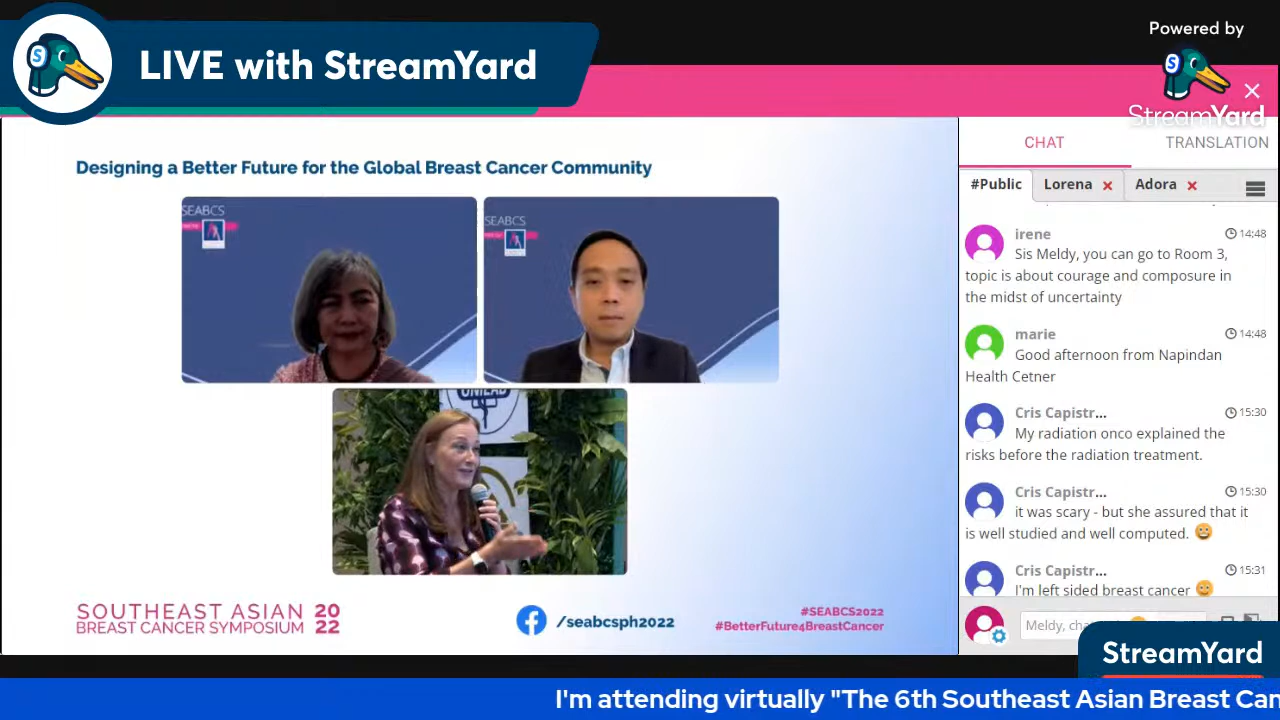 LIVE with StreamYard
Powered by
StreamYard
Designing a Better Future for the Global Breast Cancer Community
SEABCS
SEABCS
UNILAB
CHAT
TRANSLATION
#Public
Lorena
Adora
irene
14:48
Sis Meldy, you can go to Room 3,
topic is about courage and composure in
the midst of uncertainty
marie
14:48
Good afternoon from Napindan
Health Cetner
Cris Capistr...
15:30
My radiation onco explained the
risks before the radiation treatment.
Cris Capistr...
15:30
it was scary - but she assured that it
is well studied and well computed. 😀
Cris Capistr...
15:31
I'm left sided breast cancer 😀
Meldy,
SOUTHEAST ASIAN
BREAST CANCER SYMPOSIUM
20
22
/seabcsph2022
#SEABCS2022
#BetterFuture4BreastCancer
StreamYard
I'm attending virtually "The 6th Southeast Asian Breast Can